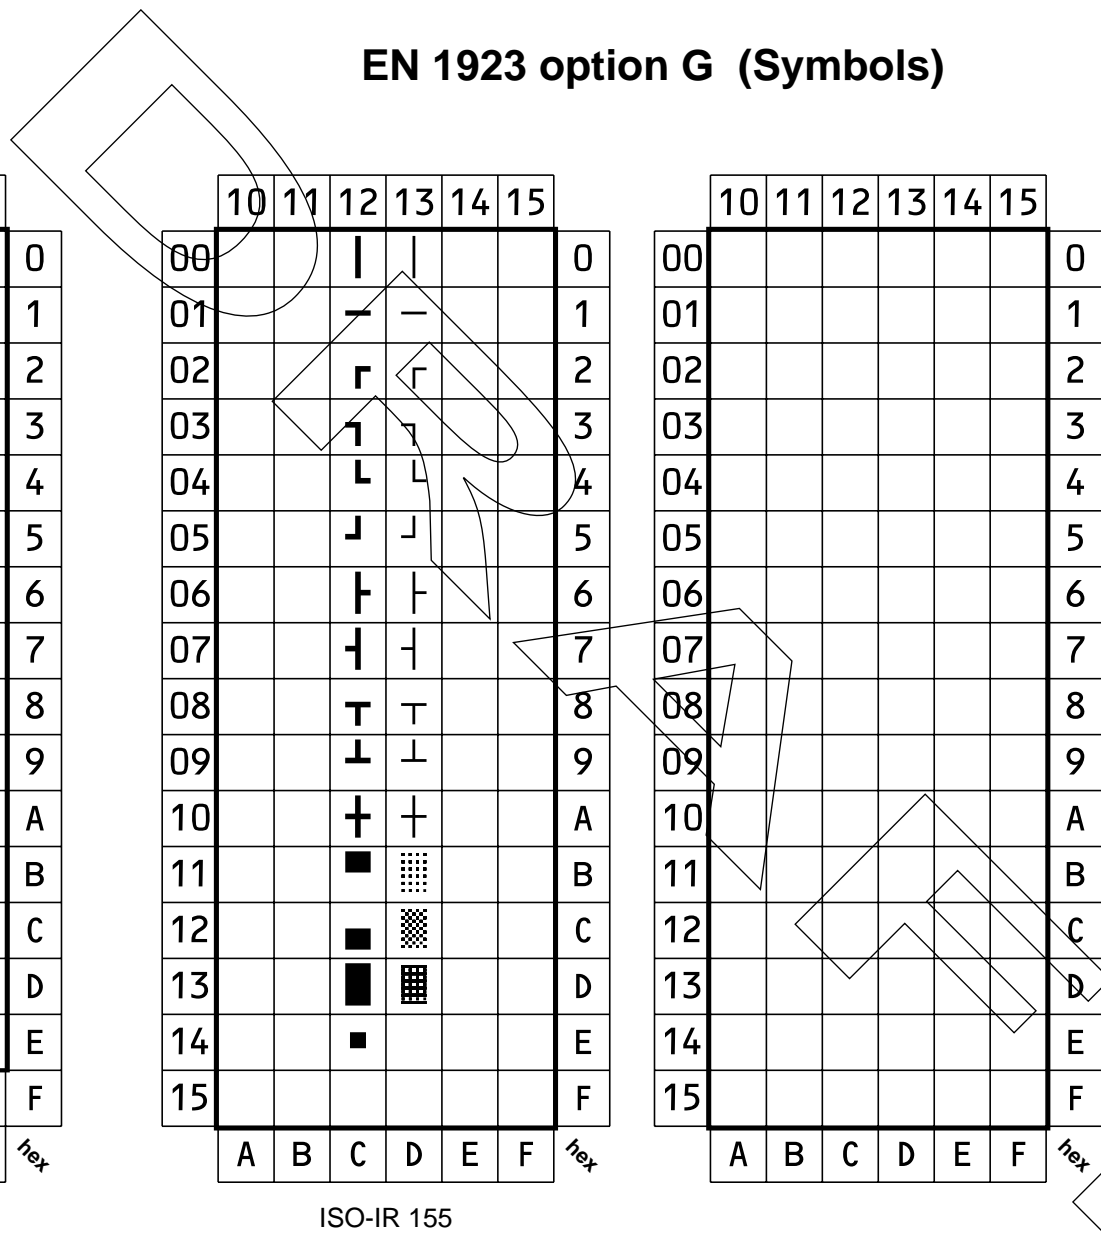 EN 1923 option G (Symbols)
10 11 12 13 14 15 10 11 12 13 14 15
0 00 ┃ │ 0 00 0
1 01 ━ ─ 1 01 1
2 02 ┏ ┌ 2 02 2
3 03 ┓ ┐ 3 03 3
4 04 ┗ └ 4 04 4
5 05 ┛ ┘ 5 05 5
6 06 ┣ ├ 6 06 6
7 07 ┫ ┤ 7 07 7
8 08 ┳ ┬ 8 08 8
9 09 ┻ ┴ 9 09 9
A 10 ╋ ┼ A 10 A
B 11 ▀ ░ B 11 B
C 12 ▄ ▒ C 12 C
D 13 █ ▓ D 13 D
E 14 ■ E 14 E
F 15 F 15 F
hex A B C D E F hex A B C D E F hex
ISO-IR 155
DRAFT